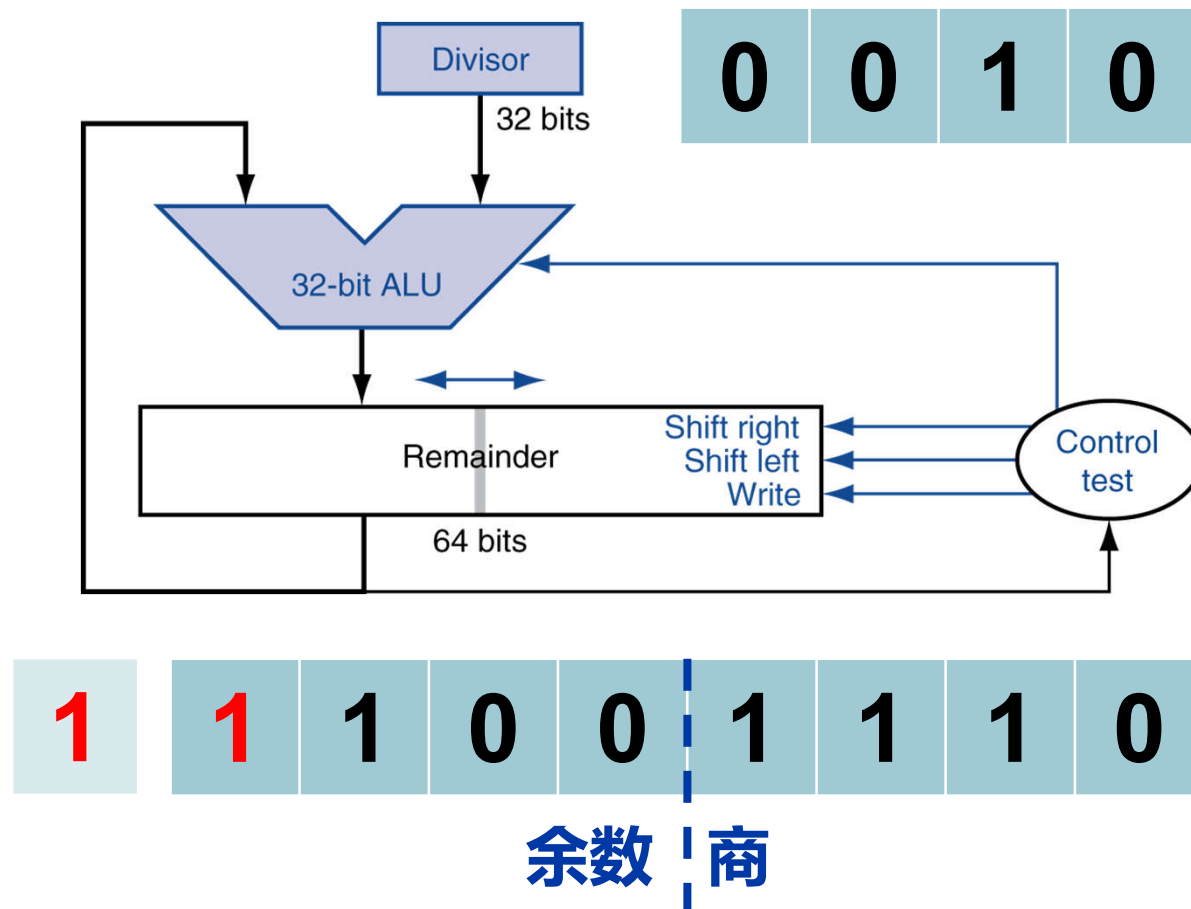 Divisor
0 0 1 0
32 bits
32-bit ALU
Remainder
Shift right
Shift left
Write
Control
test
64 bits
1 1 1 0 0 1 1 1 0
余数 商